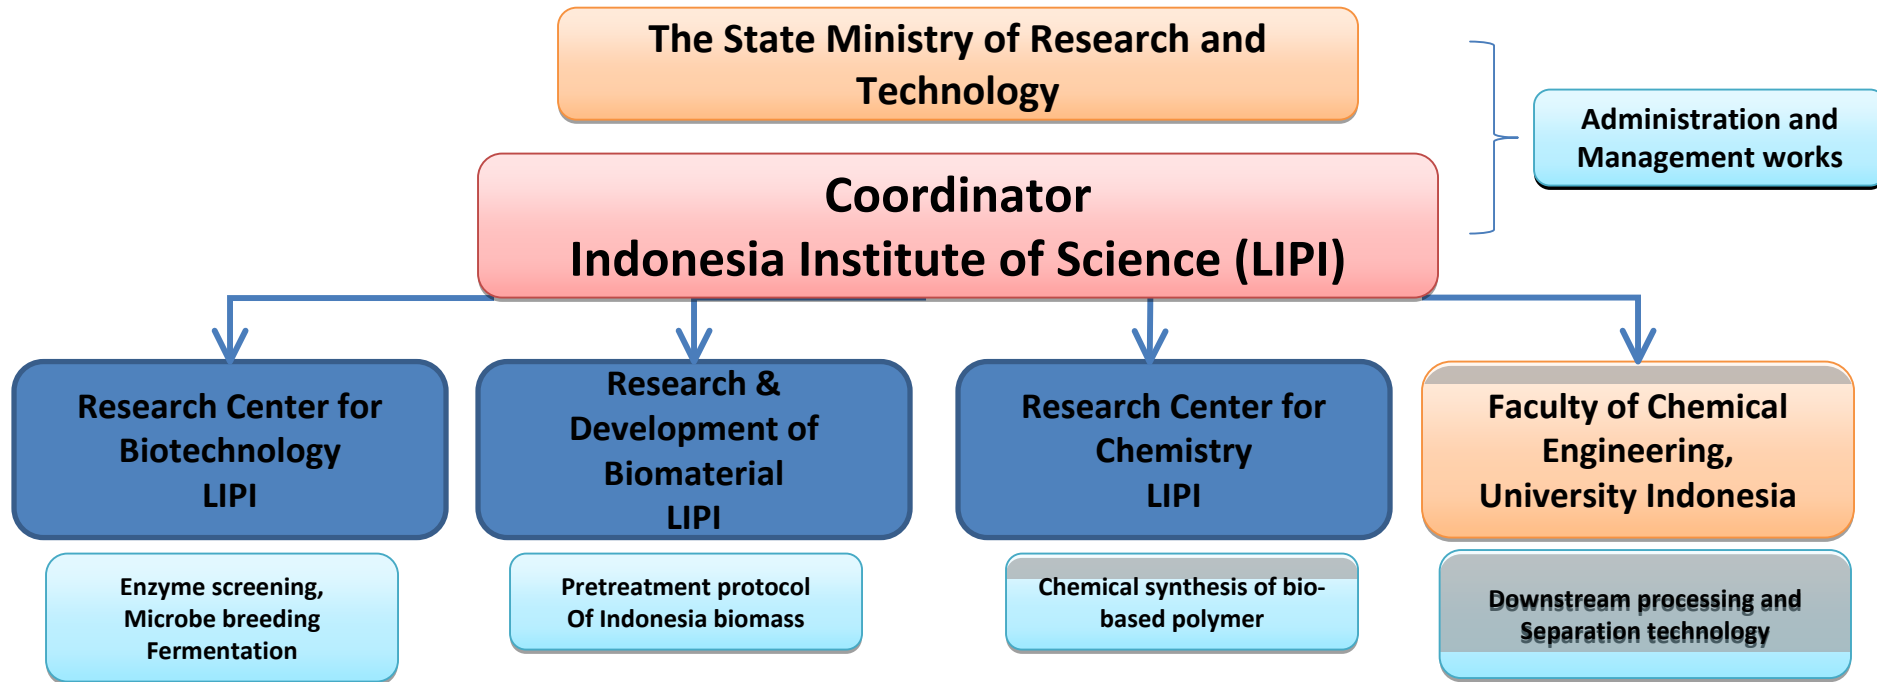 The State Ministry of Research and
Technology
Administration and
Management works
Coordinator
Indonesia Institute of Science (LIPI)
Research Center for
Biotechnology
LIPI
Research &
Development of
Biomaterial
LIPI
Research Center for
Chemistry
LIPI
Faculty of Chemical
Engineering,
University Indonesia
Enzyme screening,
Microbe breeding
Fermentation
Pretreatment protocol
Of Indonesia biomass
Chemical synthesis of bio-
based polymer
Downstream processing and
Separation technology